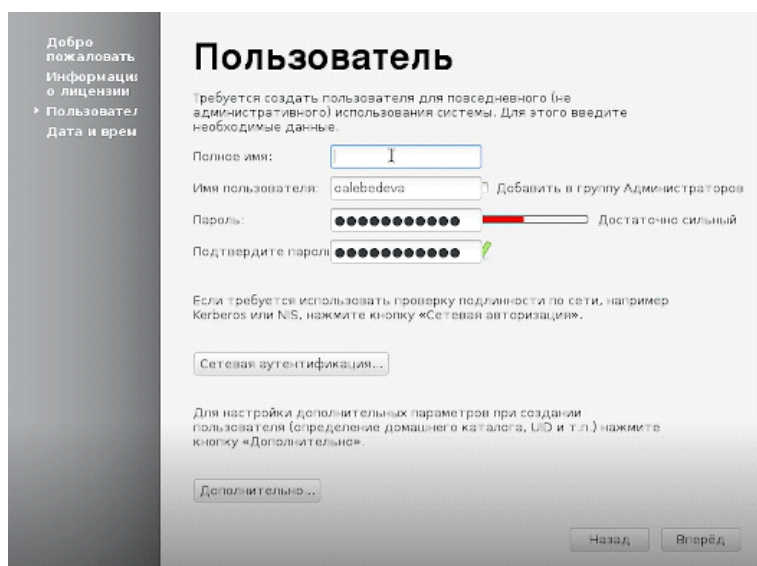 Добро
пожаловать
Информация
о лицензии
Пользовател
Дата и врем
Пользователь
Требуется создать пользователя для повседневного (не
административного) использования системы. Для этого введите
необходимые данные.
Полное имя:
Имя пользователя: oalebedeva Добавить в группу Администраторов
Пароль: ●●●●●●●●●●● Достаточно сильный
Подтвердите парол ●●●●●●●●●●●
Если требуется использовать проверку подлинности по сети, например
Kerberos или NIS, нажмите кнопку «Сетевая авторизация».
Сетевая аутентификация...
Для настройки дополнительных параметров при создании
пользователя (определение домашнего каталога, UID и т.п.) нажмите
кнопку «Дополнительно».
Дополнительно...
Назад Вперёд